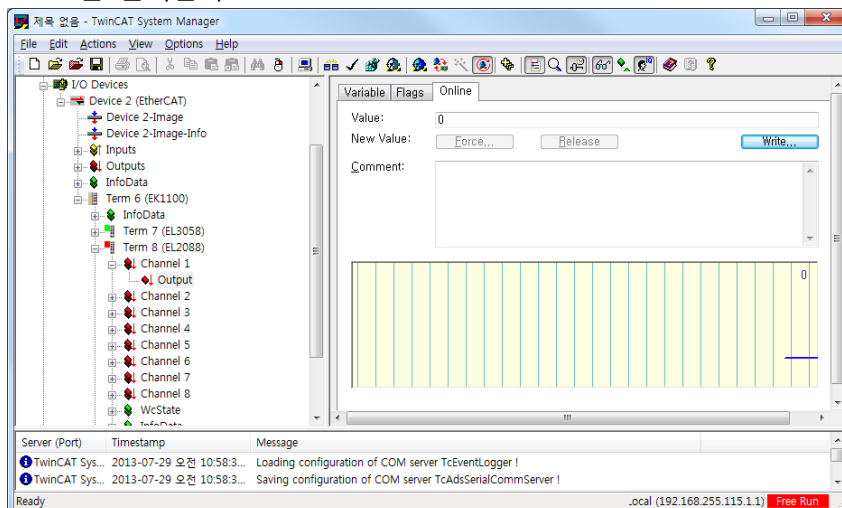 제목 없음 - TwinCAT System Manager
File Edit Actions View Options Help
I/O Devices
Device 2 (EtherCAT)
Device 2-Image
Device 2-Image-Info
Inputs
Outputs
InfoData
Term 6 (EK1100)
InfoData
Term 7 (EL3058)
Term 8 (EL2088)
Channel 1
Output
Channel 2
Channel 3
Channel 4
Channel 5
Channel 6
Channel 7
Channel 8
WcState
InfoData
Variable Flags Online
Value: 0
New Value: Force... Release Write...
Comment:
0
Server (Port) Timestamp Message
TwinCAT Sys... 2013-07-29 오전 10:58:3... Loading configuration of COM server TcEventLogger !
TwinCAT Sys... 2013-07-29 오전 10:58:3... Saving configuration of COM server TcAdsSerialCommServer !
Ready .ocal (192.168.255.115.1.1) Free Run